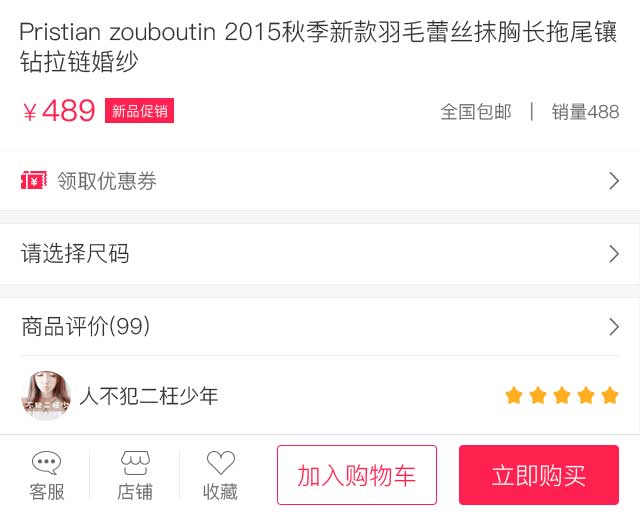 Pristian zouboutin 2015秋季新款羽毛蕾丝抹胸长拖尾镶
钻拉链婚纱
￥489 新品促销 全国包邮 | 销量488
领取优惠券
请选择尺码
商品评价(99)
人不犯二枉少年
客服 店铺 收藏 加入购物车 立即购买